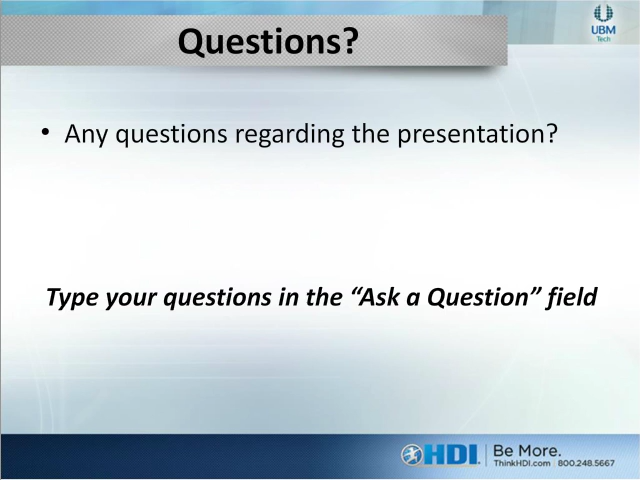 UBM
Tech
Questions?
• Any questions regarding the presentation?
Type your questions in the “Ask a Question” field
HDI
Be More.
ThinkHDI.com | 800.248.5667